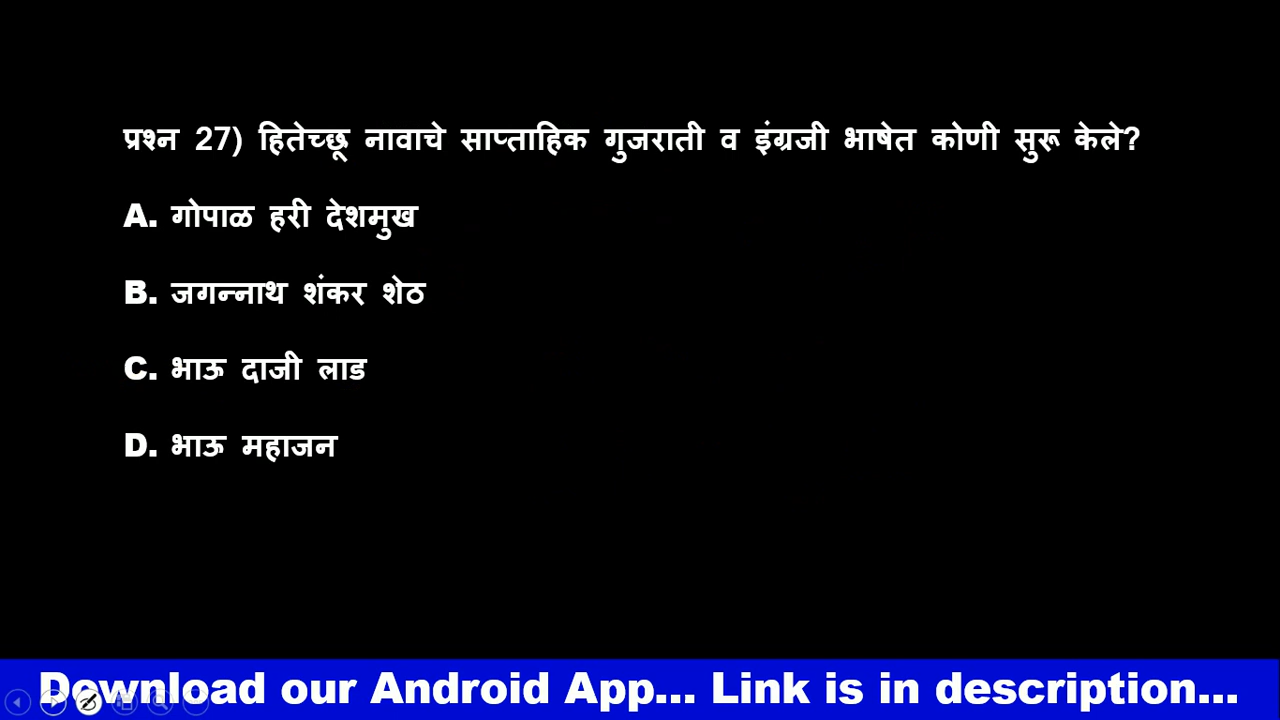 प्रश्न 27) हितेच्छू नावाचे साप्ताहिक गुजराती व इंग्रजी भाषेत कोणी सुरू केले?
A. गोपाळ हरी देशमुख
B. जगन्नाथ शंकर शेठ
C. भाऊ दाजी लाड
D. भाऊ महाजन
Download our Android App... Link is in description...